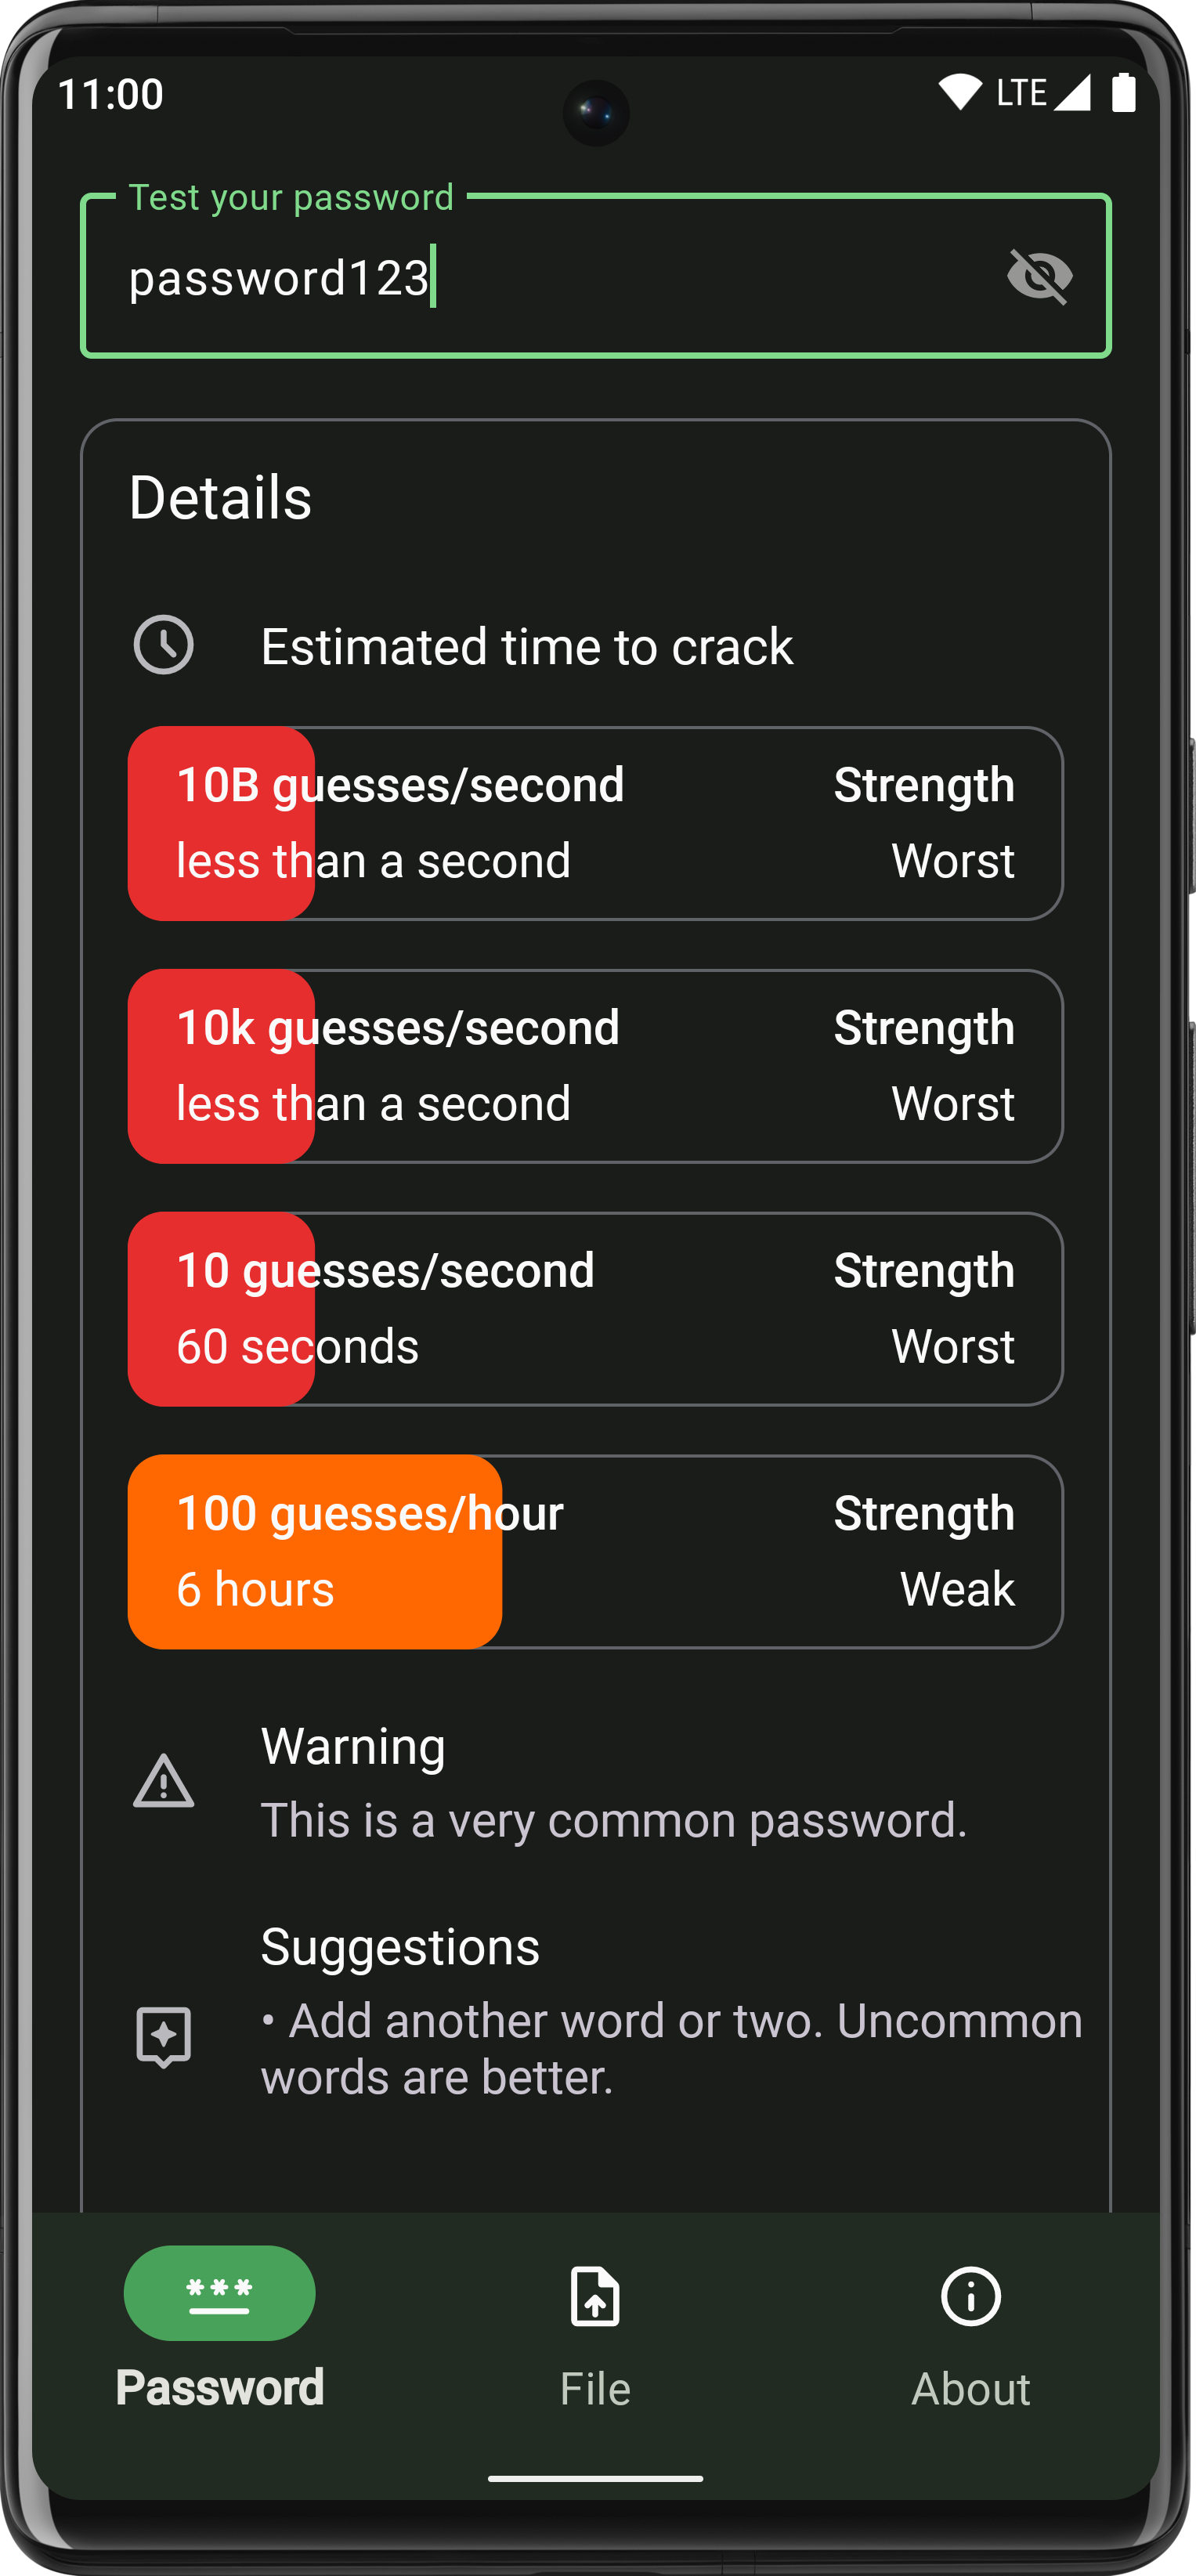 11:00
LTE
Test your password
password123
Details
Estimated time to crack
10B guesses/second Strength
less than a second Worst
10k guesses/second Strength
less than a second Worst
10 guesses/second Strength
60 seconds Worst
100 guesses/hour Strength
6 hours Weak
Warning
This is a very common password.
Suggestions
• Add another word or two. Uncommon
words are better.
***
Password File About